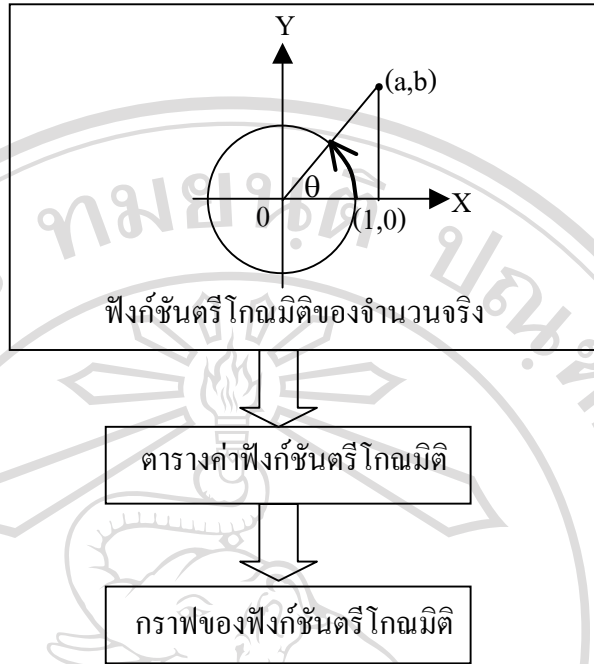 Y
(a,b)
θ
X
0
(1,0)
ฟังก์ชันตรีโกณมิติของจำนวนจริง
ตารางค่าฟังก์ชันตรีโกณมิติ
กราฟของฟังก์ชันตรีโกณมิติ